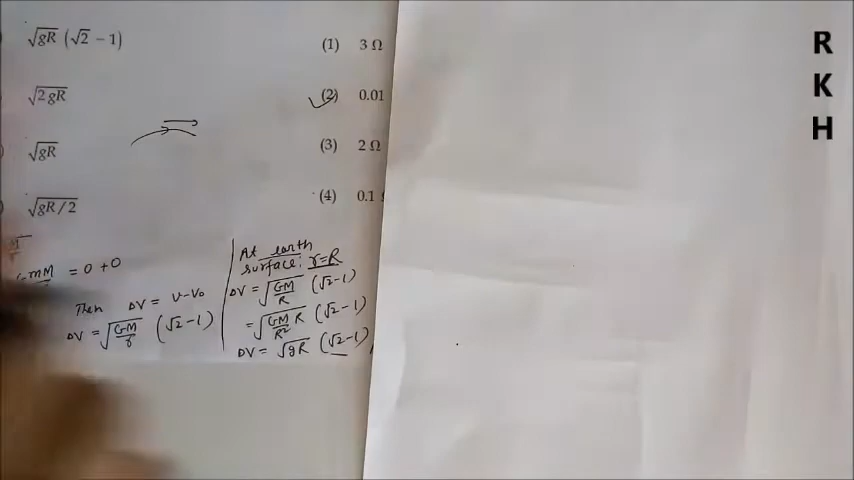 √gR (√2 − 1)
√2gR
√gR
√gR/2
(1) 3 Ω
(2) 0.01
(3) 2 Ω
(4) 0.1
GmM = 0 + 0
Then ΔV = V-V₀
ΔV = √GM/r (√2-1)
At earth
surface: r=R
ΔV = √GM/R (√2-1)
= √GM/R² R (√2-1)
ΔV = √gR (√2-1)
R
K
H